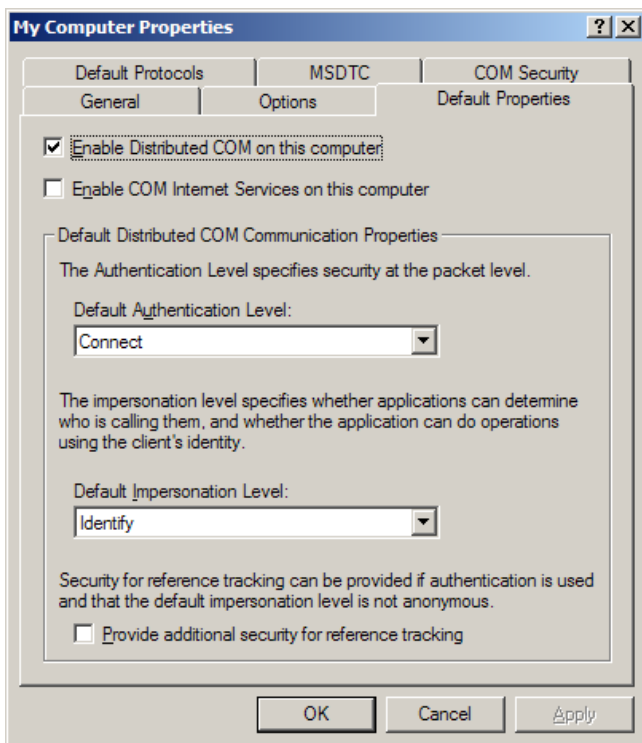 My Computer Properties
Default Protocols MSDTC COM Security
General Options Default Properties
Enable Distributed COM on this computer
Enable COM Internet Services on this computer
Default Distributed COM Communication Properties
The Authentication Level specifies security at the packet level.
Default Authentication Level:
Connect
The impersonation level specifies whether applications can determine
who is calling them, and whether the application can do operations
using the client's identity.
Default Impersonation Level:
Identify
Security for reference tracking can be provided if authentication is used
and that the default impersonation level is not anonymous.
Provide additional security for reference tracking
OK Cancel Apply